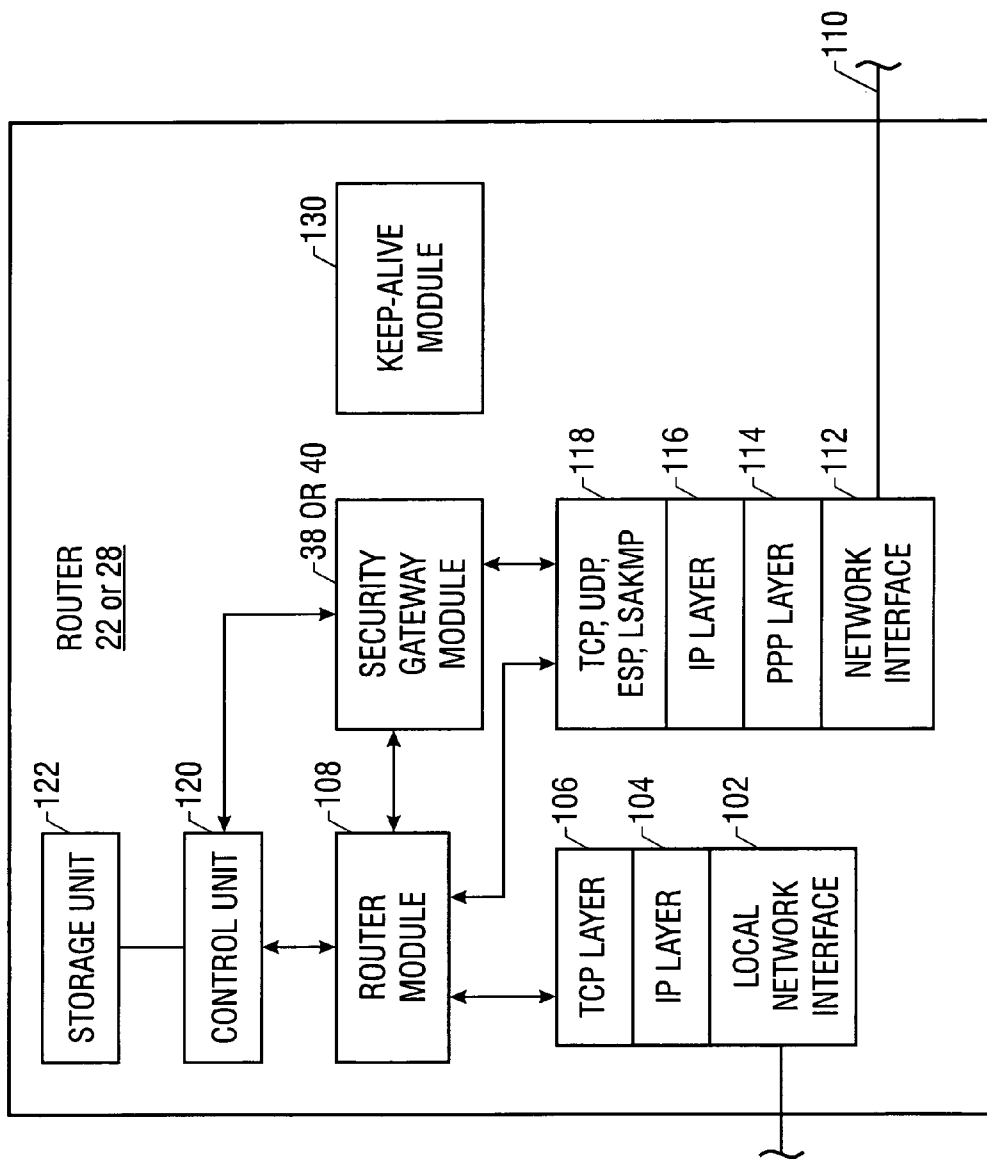 ROUTER
22 or 28
STORAGE UNIT
122
CONTROL UNIT
120
ROUTER
MODULE
108
SECURITY
GATEWAY
MODULE
38 OR 40
KEEP-ALIVE
MODULE
130
TCP LAYER
106
IP LAYER
104
LOCAL
NETWORK
INTERFACE
102
TCP, UDP,
ESP, LSAKMP
118
IP LAYER
116
PPP LAYER
114
NETWORK
INTERFACE
112
110